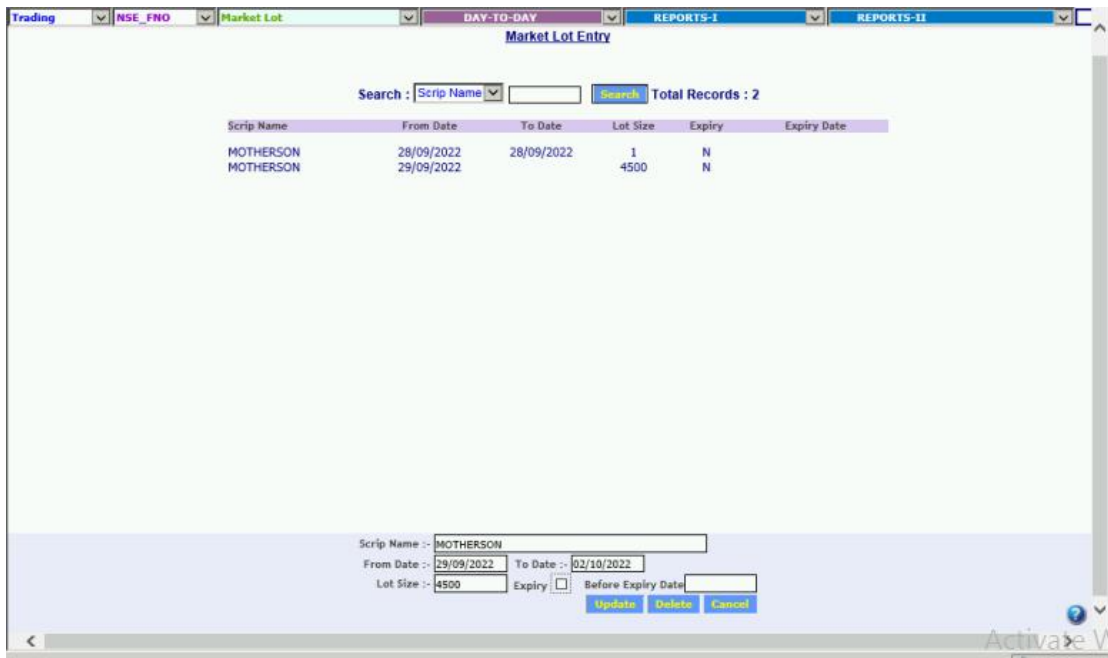 Trading NSE_FNO Market Lot DAY-TO-DAY REPORTS-I REPORTS-II
Market Lot Entry
Search : Scrip Name Search Total Records : 2
Scrip Name From Date To Date Lot Size Expiry Expiry Date
MOTHERSON 28/09/2022 28/09/2022 1 N
MOTHERSON 29/09/2022 4500 N
Scrip Name :- MOTHERSON
From Date :- 29/09/2022 To Date :- 02/10/2022
Lot Size :- 4500 Expiry Before Expiry Date
Update Delete Cancel
Activate W